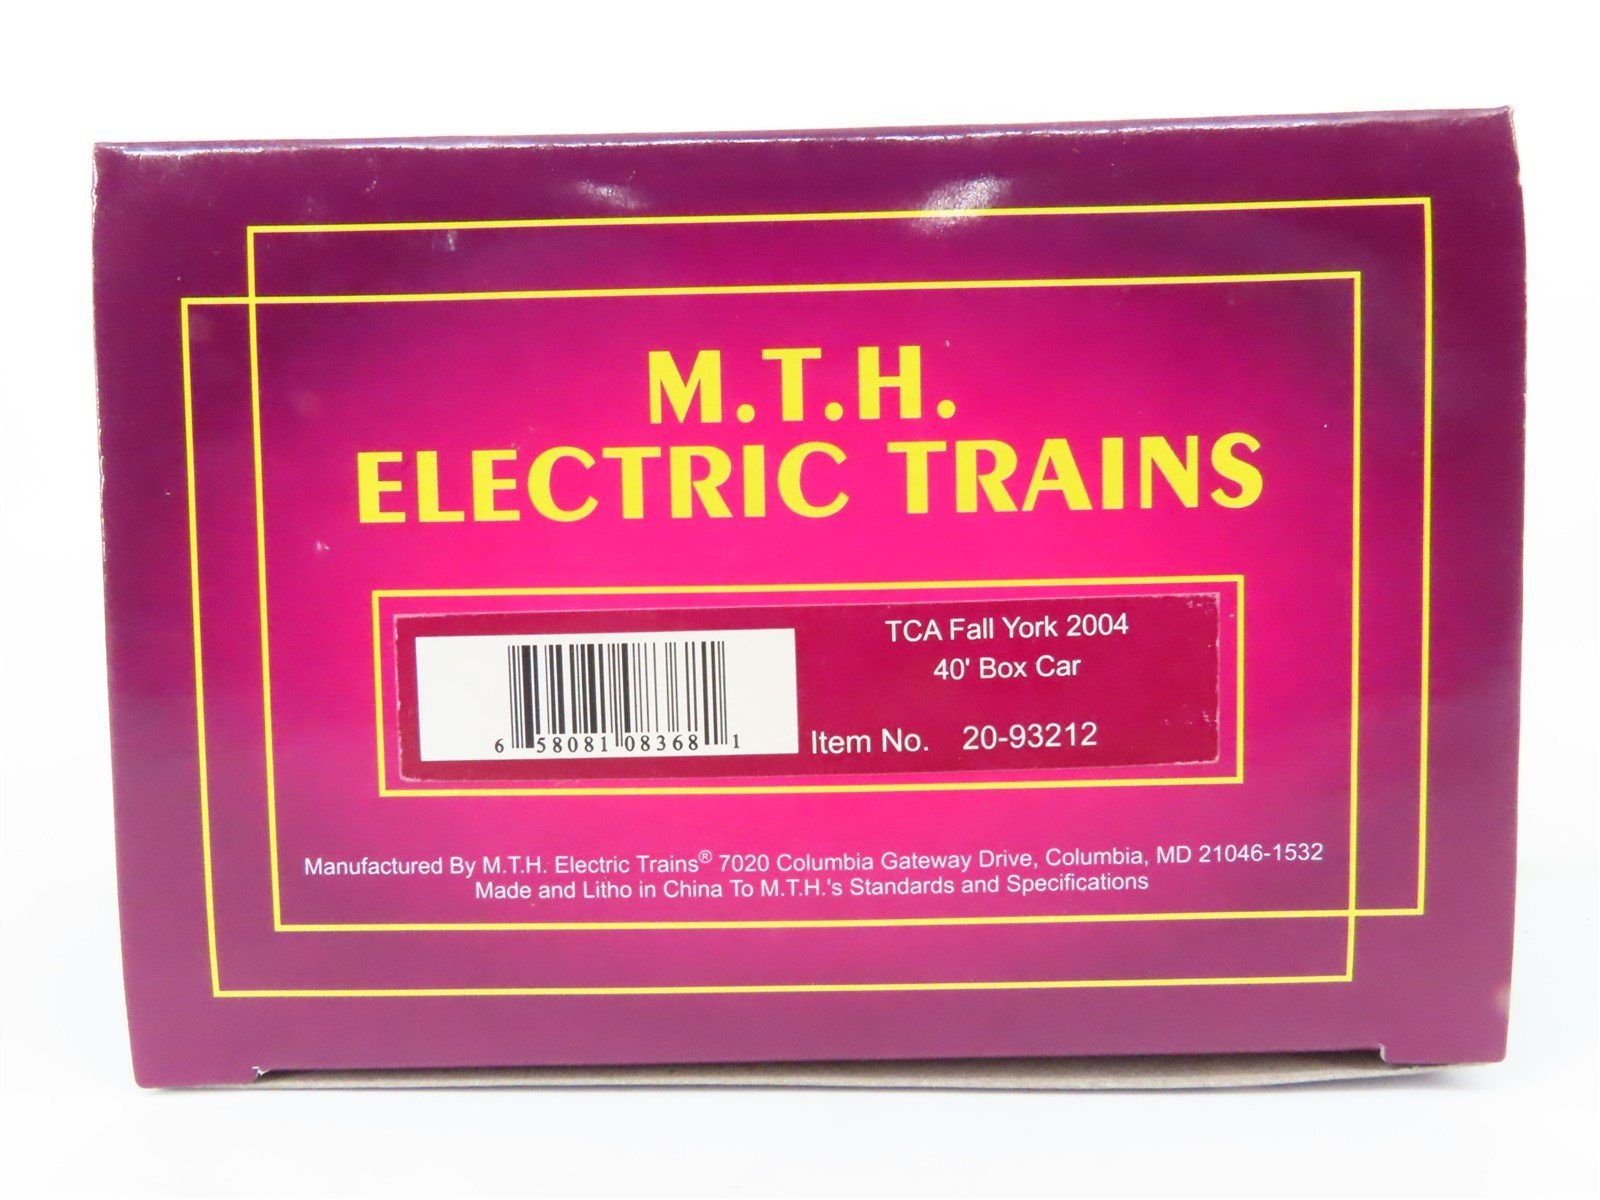 M.T.H.
ELECTRIC TRAINS
TCA Fall York 2004
40' Box Car
Item No. 20-93212
6 58081 08368 1
Manufactured By M.T.H. Electric Trains® 7020 Columbia Gateway Drive, Columbia, MD 21046-1532
Made and Litho in China To M.T.H.'s Standards and Specifications